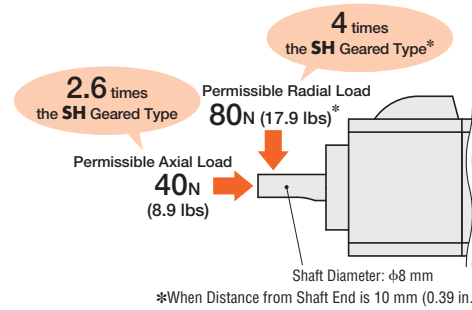 4 times
the SH Geared Type*
2.6 times
the SH Geared Type
Permissible Radial Load
80N (17.9 lbs)*
Permissible Axial Load
40N
(8.9 lbs)
Shaft Diameter: ϕ8 mm
*When Distance from Shaft End is 10 mm (0.39 in.